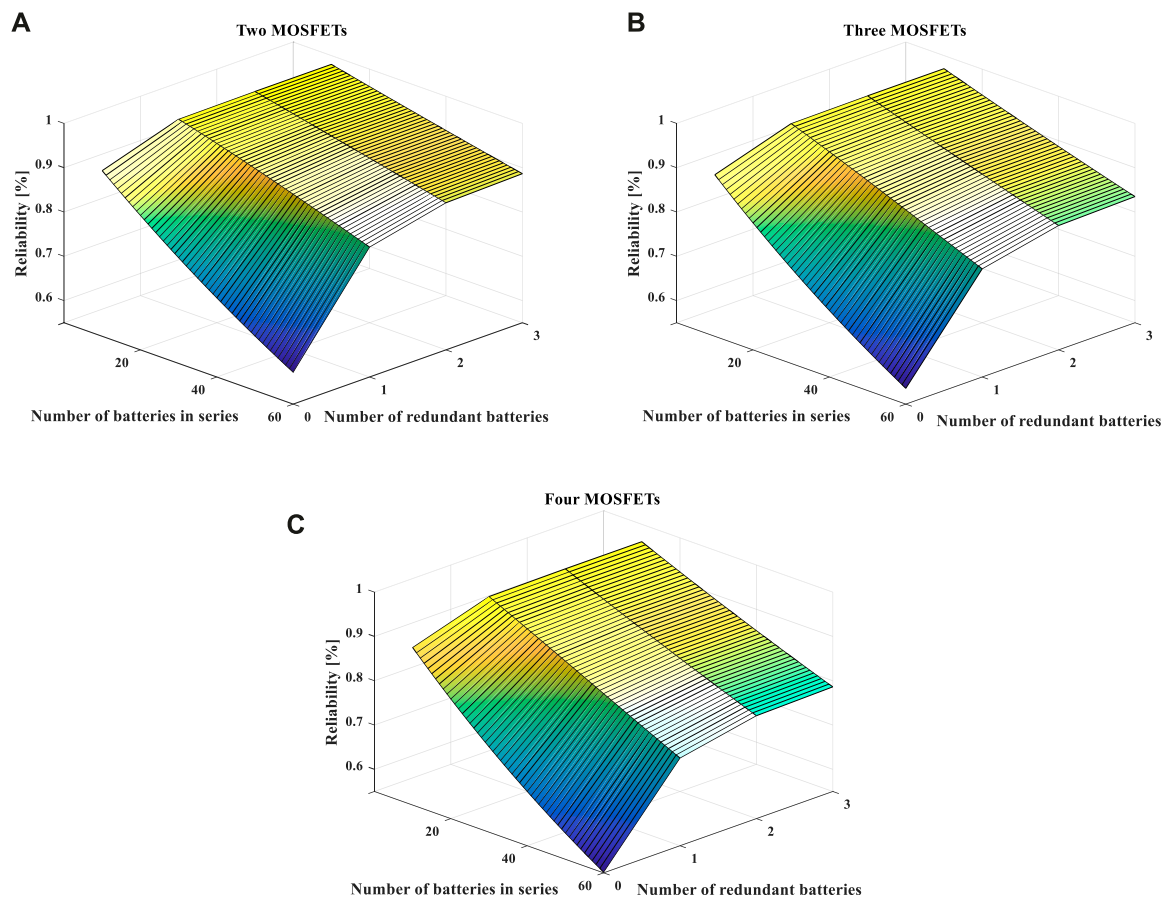 A
Two MOSFETs
1
0.9
0.8
0.7
0.6
Reliability [%]
20
40
60
Number of batteries in series
0
1
2
3
Number of redundant batteries
B
Three MOSFETs
1
0.9
0.8
0.7
0.6
Reliability [%]
20
40
60
Number of batteries in series
0
1
2
3
Number of redundant batteries
C
Four MOSFETs
1
0.9
0.8
0.7
0.6
Reliability [%]
20
40
60
Number of batteries in series
0
1
2
3
Number of redundant batteries